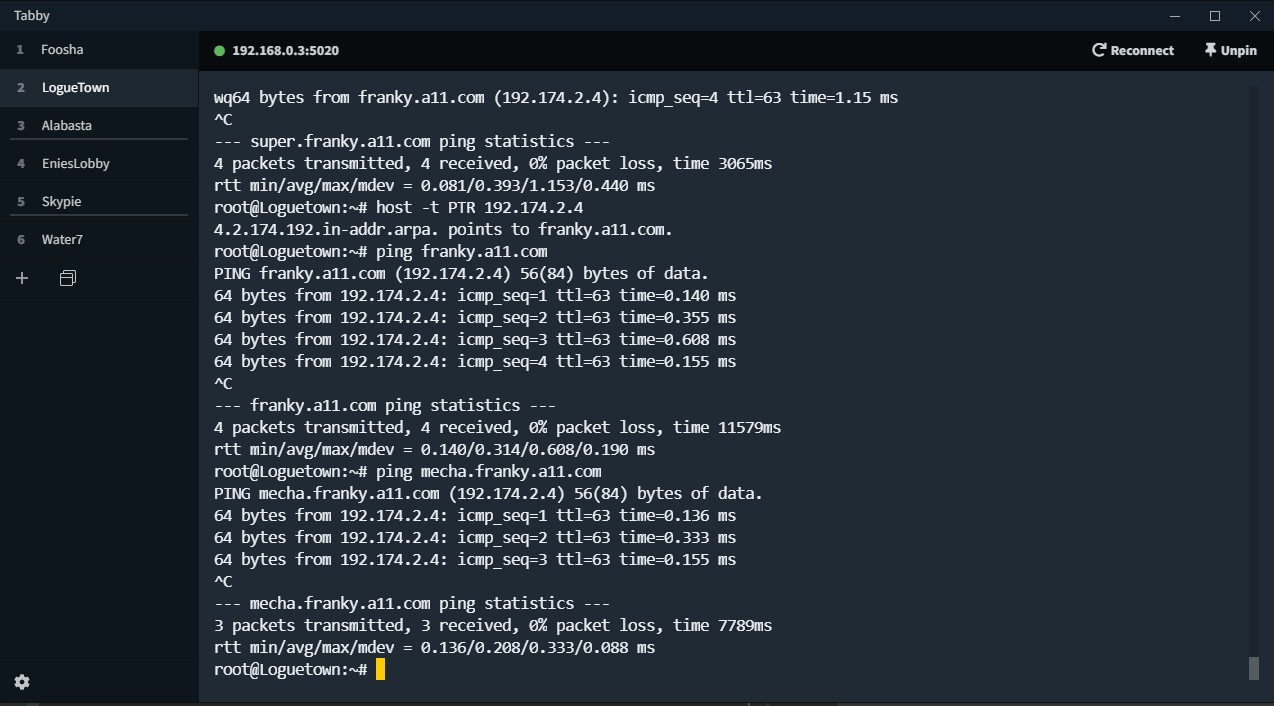 Tabby
1 Foosha
2 LogueTown
3 Alabasta
4 EniesLobby
5 Skypie
6 Water7
192.168.0.3:5020
Reconnect
Unpin
wq64 bytes from franky.a11.com (192.174.2.4): icmp_seq=4 ttl=63 time=1.15 ms
^C
--- super.franky.a11.com ping statistics ---
4 packets transmitted, 4 received, 0% packet loss, time 3065ms
rtt min/avg/max/mdev = 0.081/0.393/1.153/0.440 ms
root@Loguetown:~# host -t PTR 192.174.2.4
4.2.174.192.in-addr.arpa. points to franky.a11.com.
root@Loguetown:~# ping franky.a11.com
PING franky.a11.com (192.174.2.4) 56(84) bytes of data.
64 bytes from 192.174.2.4: icmp_seq=1 ttl=63 time=0.140 ms
64 bytes from 192.174.2.4: icmp_seq=2 ttl=63 time=0.355 ms
64 bytes from 192.174.2.4: icmp_seq=3 ttl=63 time=0.608 ms
64 bytes from 192.174.2.4: icmp_seq=4 ttl=63 time=0.155 ms
^C
--- franky.a11.com ping statistics ---
4 packets transmitted, 4 received, 0% packet loss, time 11579ms
rtt min/avg/max/mdev = 0.140/0.314/0.608/0.190 ms
root@Loguetown:~# ping mecha.franky.a11.com
PING mecha.franky.a11.com (192.174.2.4) 56(84) bytes of data.
64 bytes from 192.174.2.4: icmp_seq=1 ttl=63 time=0.136 ms
64 bytes from 192.174.2.4: icmp_seq=2 ttl=63 time=0.333 ms
64 bytes from 192.174.2.4: icmp_seq=3 ttl=63 time=0.155 ms
^C
--- mecha.franky.a11.com ping statistics ---
3 packets transmitted, 3 received, 0% packet loss, time 7789ms
rtt min/avg/max/mdev = 0.136/0.208/0.333/0.088 ms
root@Loguetown:~#